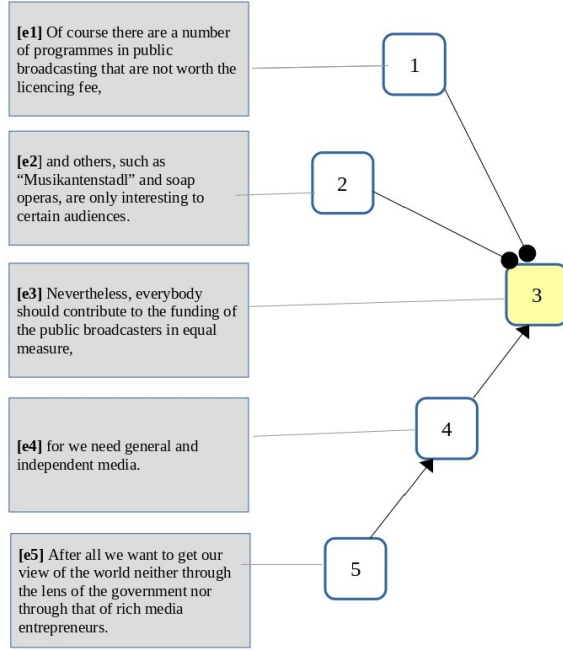 [e1] Of course there are a number
of programmes in public
broadcasting that are not worth the
licencing fee,
1
[e2] and others, such as
“Musikantenstadl” and soap
operas, are only interesting to
certain audiences.
2
[e3] Nevertheless, everybody
should contribute to the funding of
the public broadcasters in equal
measure,
3
[e4] for we need general and
independent media.
4
[e5] After all we want to get our
view of the world neither through
the lens of the government nor
through that of rich media
entrepreneurs.
5